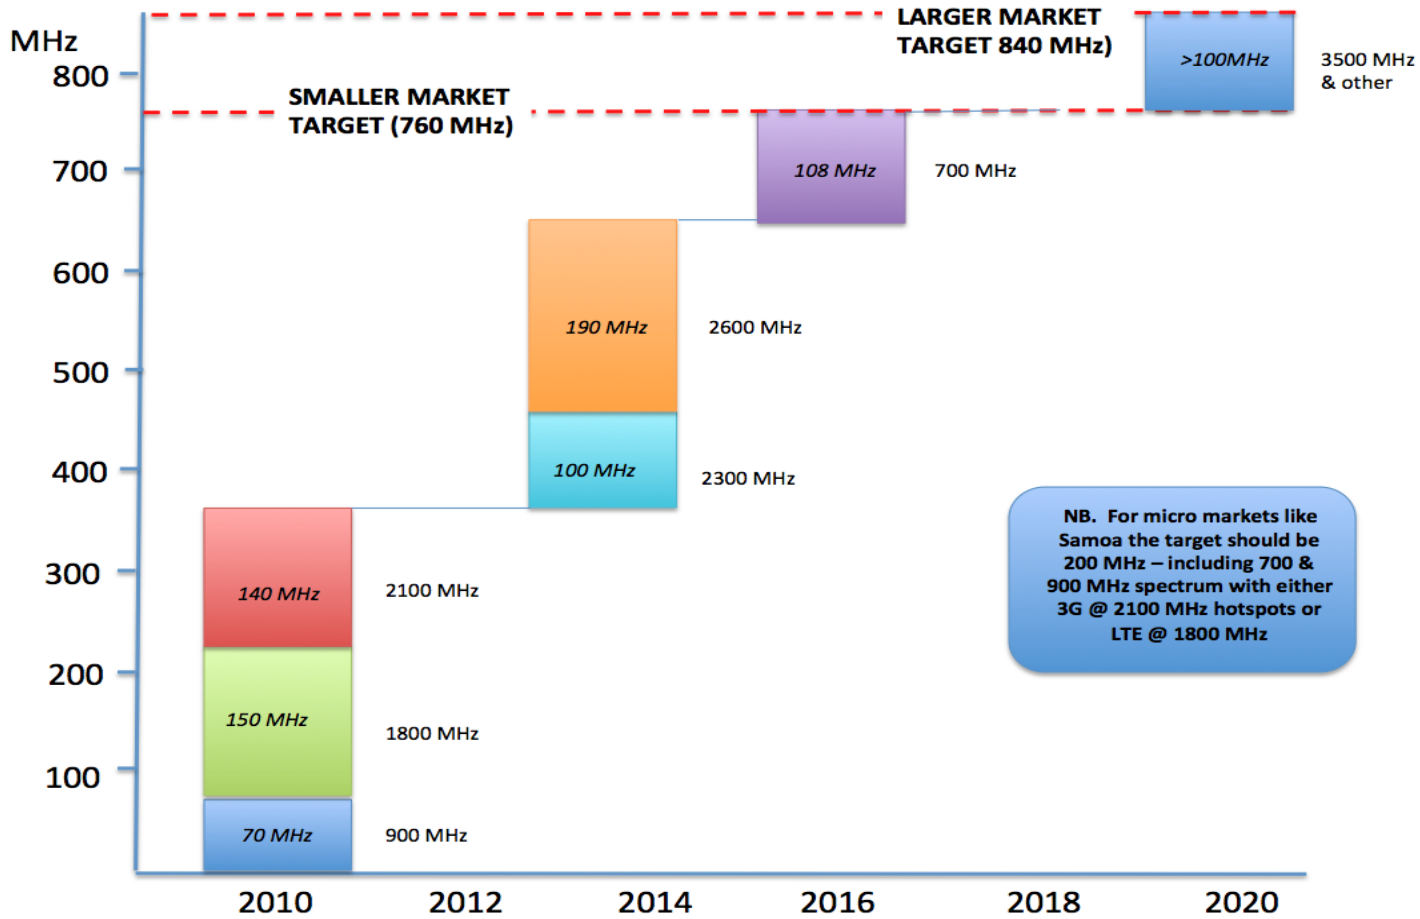 LARGER MARKET
TARGET 840 MHz)
MHz
>100MHz
3500 MHz
& other
800
SMALLER MARKET
TARGET (760 MHz)
700
108 MHz
700 MHz
600
190 MHz
2600 MHz
500
400
100 MHz
2300 MHz
NB. For micro markets like
Samoa the target should be
200 MHz – including 700 &
900 MHz spectrum with either
3G @ 2100 MHz hotspots or
LTE @ 1800 MHz
300
140 MHz
2100 MHz
200
150 MHz
1800 MHz
100
70 MHz
900 MHz
2010
2012
2014
2016
2018
2020